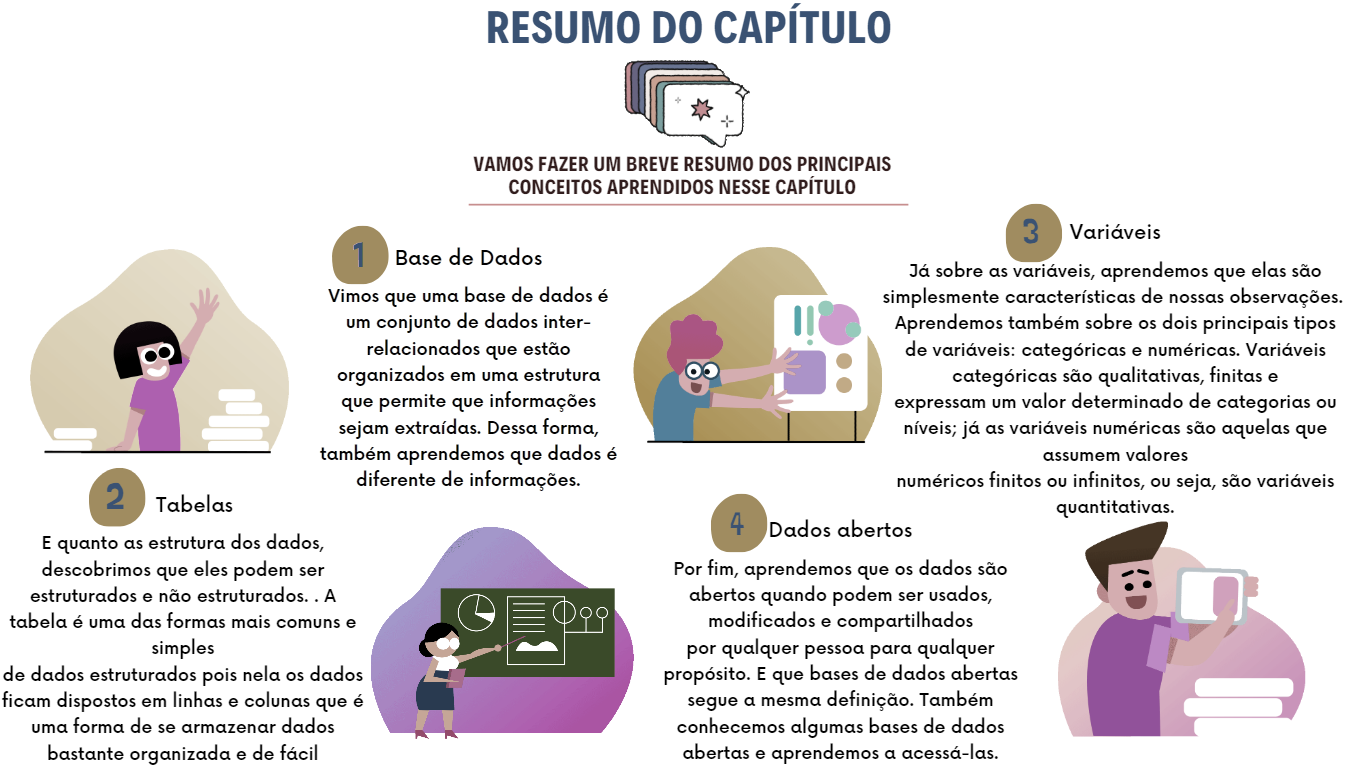 RESUMO DO CAPÍTULO
VAMOS FAZER UM BREVE RESUMO DOS PRINCIPAIS
CONCEITOS APRENDIDOS NESSE CAPÍTULO
1
Base de Dados
Vimos que uma base de dados é
um conjunto de dados inter-
relacionados que estão
organizados em uma estrutura
que permite que informações
sejam extraídas. Dessa forma,
também aprendemos que dados é
diferente de informações.
2
Tabelas
E quanto as estrutura dos dados,
descobrimos que eles podem ser
estruturados e não estruturados. . A
tabela é uma das formas mais comuns e
simples
de dados estruturados pois nela os dados
ficam dispostos em linhas e colunas que é
uma forma de se armazenar dados
bastante organizada e de fácil
3
Variáveis
Já sobre as variáveis, aprendemos que elas são
simplesmente características de nossas observações.
Aprendemos também sobre os dois principais tipos
de variáveis: categóricas e numéricas. Variáveis
categóricas são qualitativas, finitas e
expressam um valor determinado de categorias ou
níveis; já as variáveis numéricas são aquelas que
assumem valores
numéricos finitos ou infinitos, ou seja, são variáveis
quantitativas.
4
Dados abertos
Por fim, aprendemos que os dados são
abertos quando podem ser usados,
modificados e compartilhados
por qualquer pessoa para qualquer
propósito. E que bases de dados abertas
segue a mesma definição. Também
conhecemos algumas bases de dados
abertas e aprendemos a acessá-las.